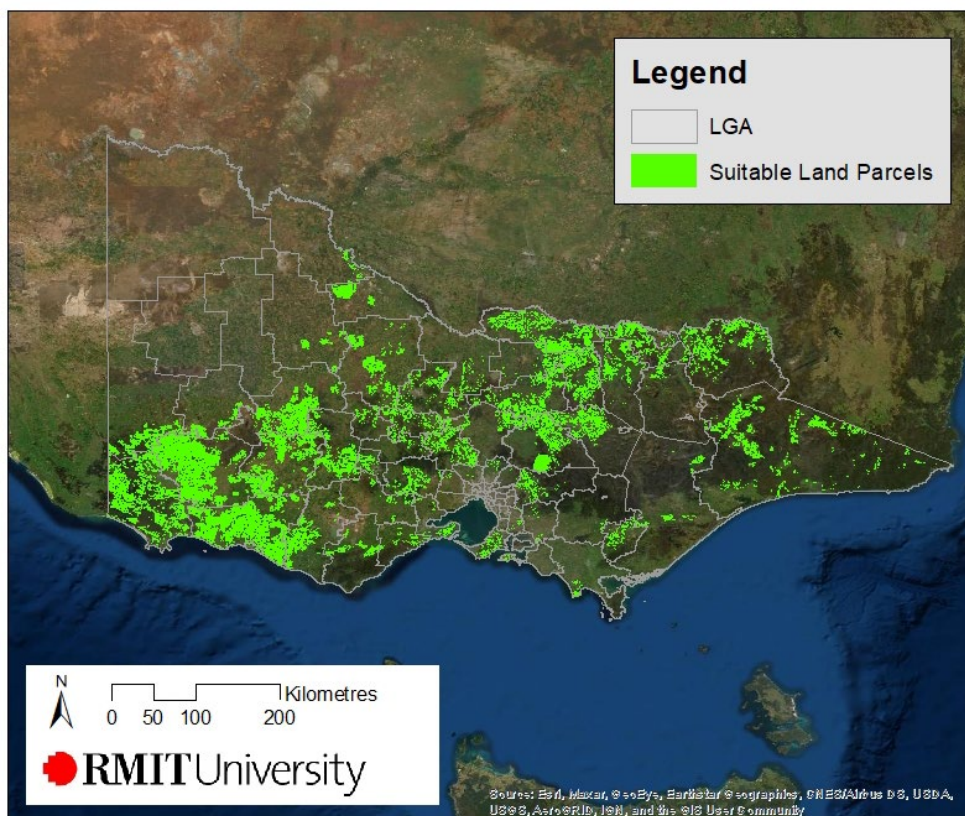 Legend
LGA
Suitable Land Parcels
N
Kilometres
0 50 100 200
RMIT University
Source: Esri, Maxar, GeoEye, Earthstar Geographics, CNES/Airbus DS, USDA,
USGS, AeroGRID, IGN, and the GIS User Community